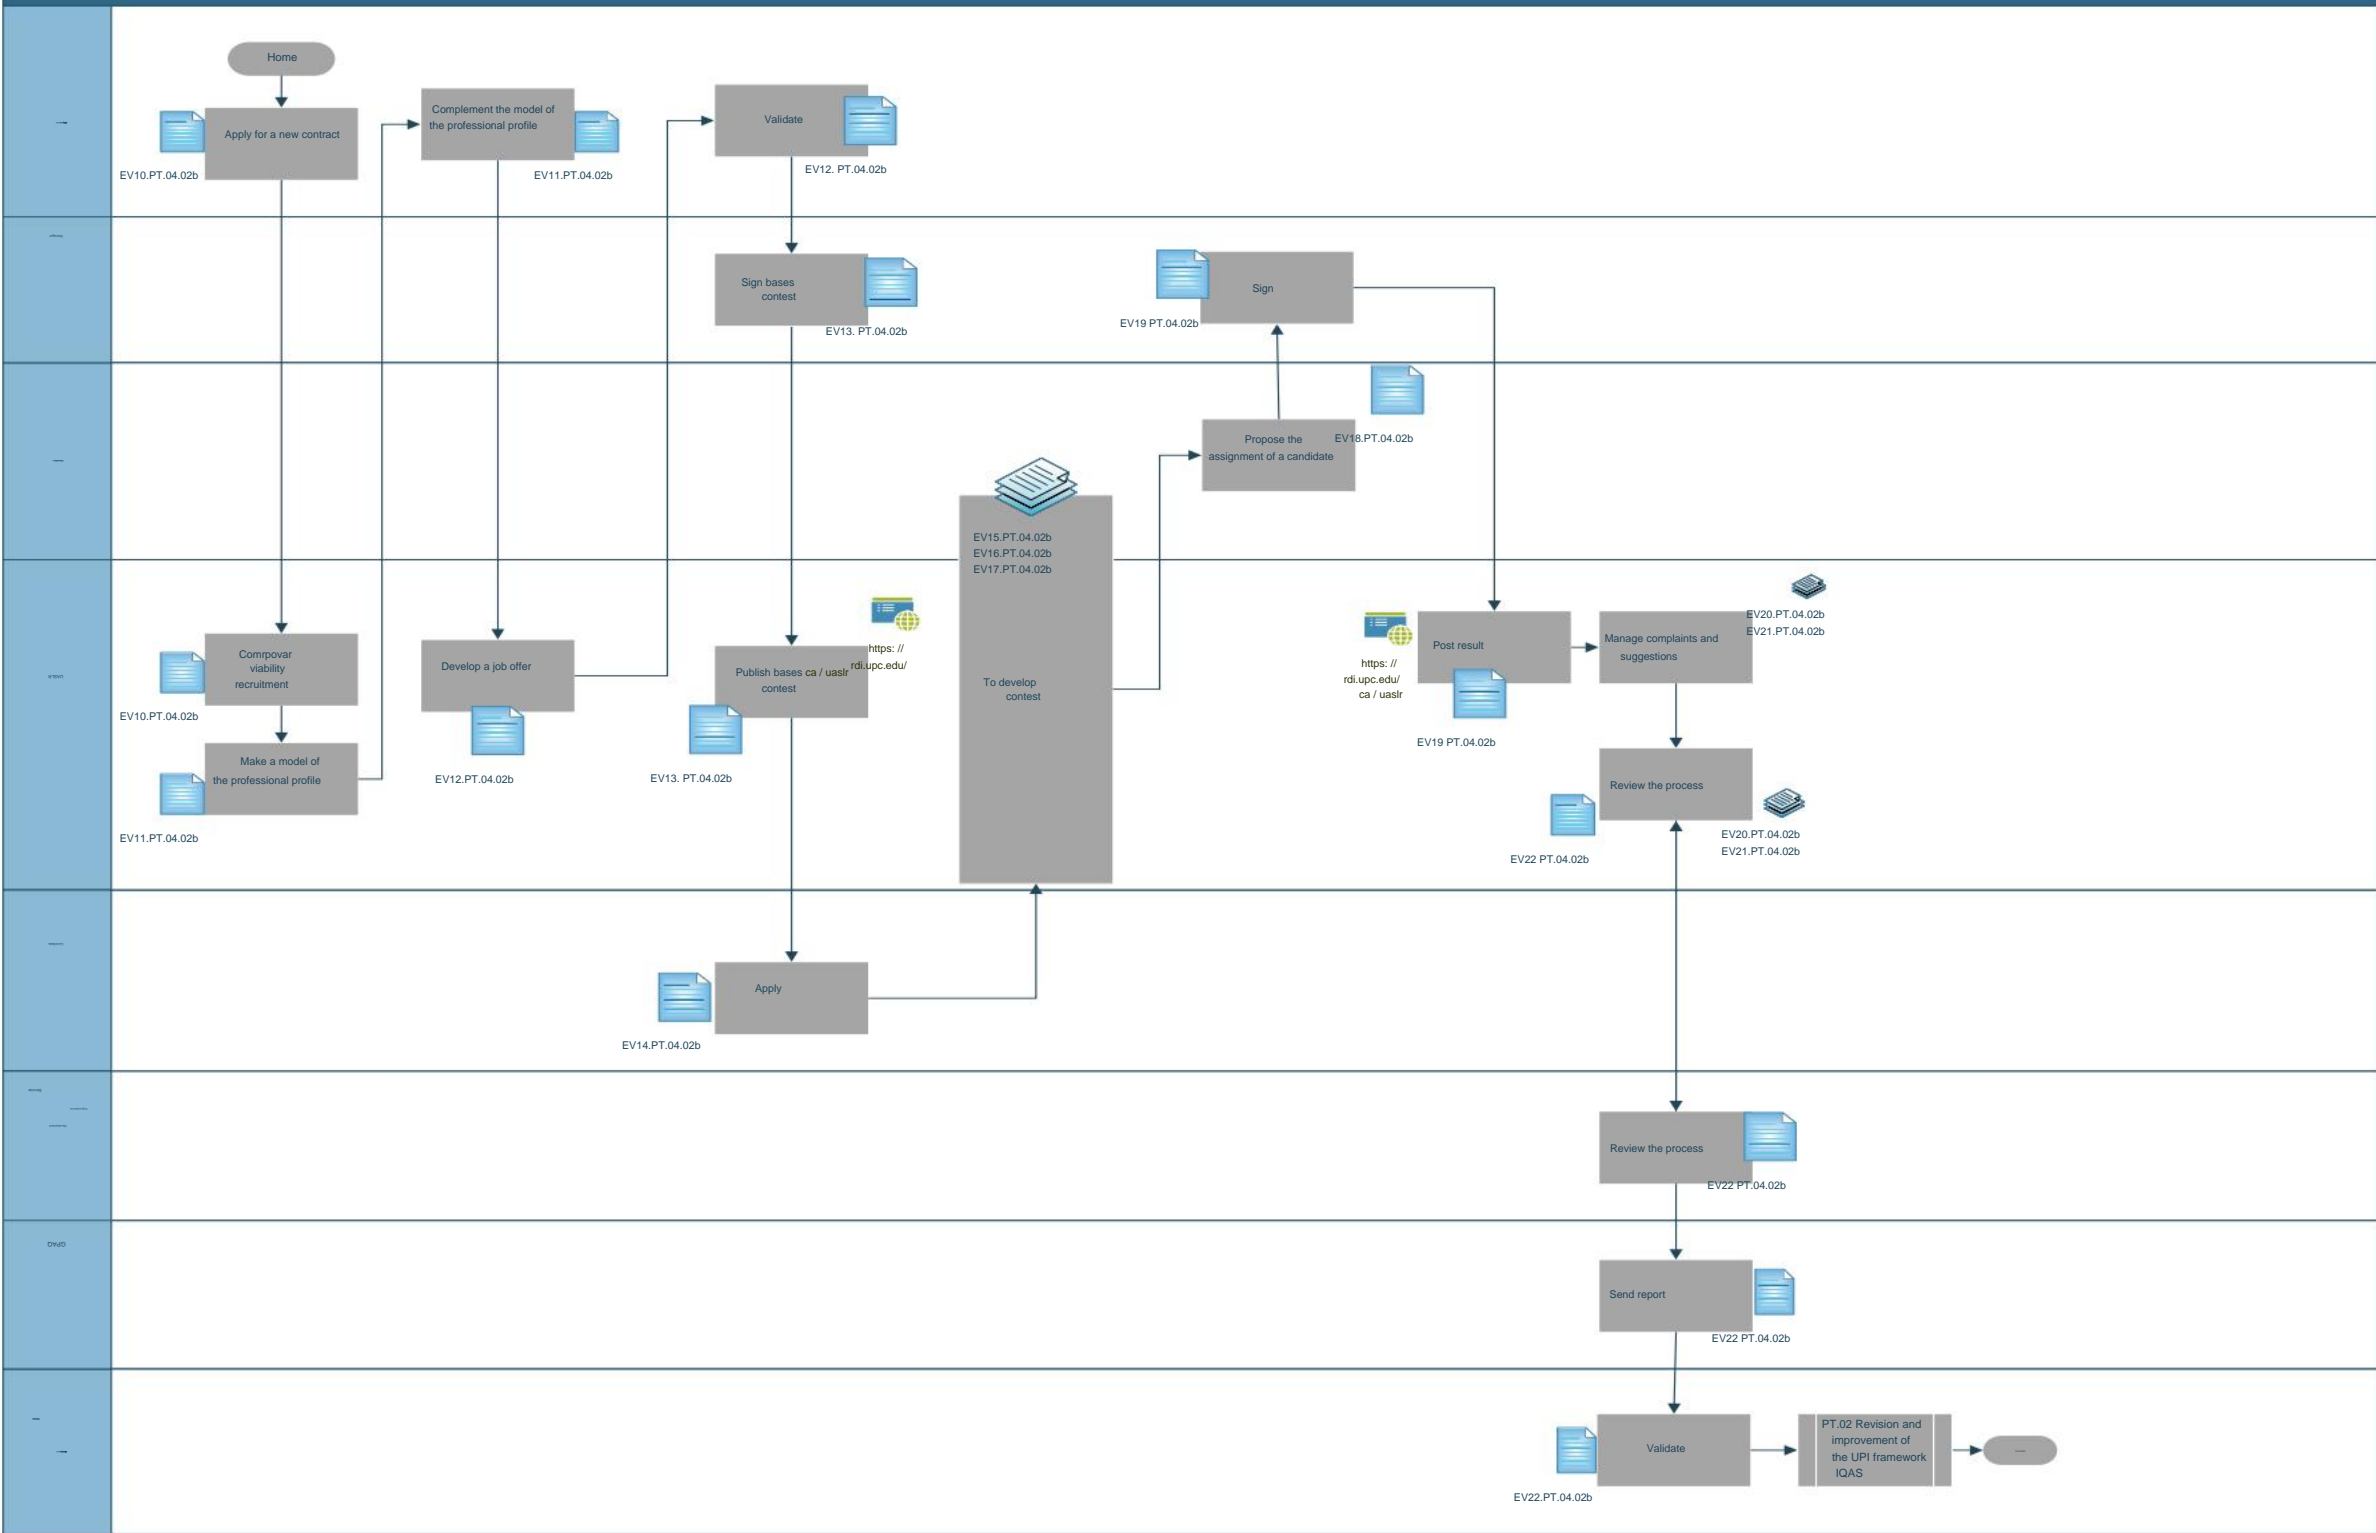 Home
Apply for a new contract
EV10.PT.04.02b
Complement the model of
the professional profile
EV11.PT.04.02b
Validate
EV12. PT.04.02b
Sign bases
contest
EV13. PT.04.02b
Sign
EV19 PT.04.02b
Propose the
assignment of a candidate
EV18.PT.04.02b
EV15.PT.04.02b
EV16.PT.04.02b
EV17.PT.04.02b
To develop
contest
UASLR
Comrpovar
viability
recruitment
EV10.PT.04.02b
Make a model of
the professional profile
EV11.PT.04.02b
Develop a job offer
EV12.PT.04.02b
https: //
rdi.upc.edu/
Publish bases ca / uaslr
contest
EV13. PT.04.02b
https: //
rdi.upc.edu/
ca / uaslr
Post result
EV19 PT.04.02b
Manage complaints and
suggestions
EV20.PT.04.02b
EV21.PT.04.02b
Review the process
EV22 PT.04.02b
EV20.PT.04.02b
EV21.PT.04.02b
Apply
EV14.PT.04.02b
Review the process
EV22 PT.04.02b
GPAQ
Send report
EV22 PT.04.02b
Validate
EV22.PT.04.02b
PT.02 Revision and
improvement of
the UPI framework
IQAS